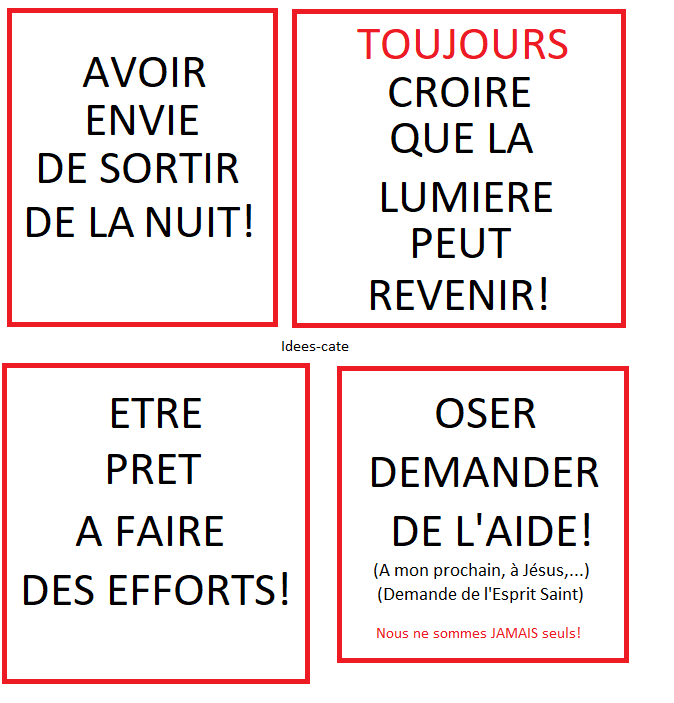 AVOIR
ENVIE
DE SORTIR
DE LA NUIT!
TOUJOURS
CROIRE
QUE LA
LUMIERE
PEUT
REVENIR!
Idees-cate
ETRE
PRET
A FAIRE
DES EFFORTS!
OSER
DEMANDER
DE L'AIDE!
(A mon prochain, à Jésus,...)
(Demande de l'Esprit Saint)
Nous ne sommes JAMAIS seuls!